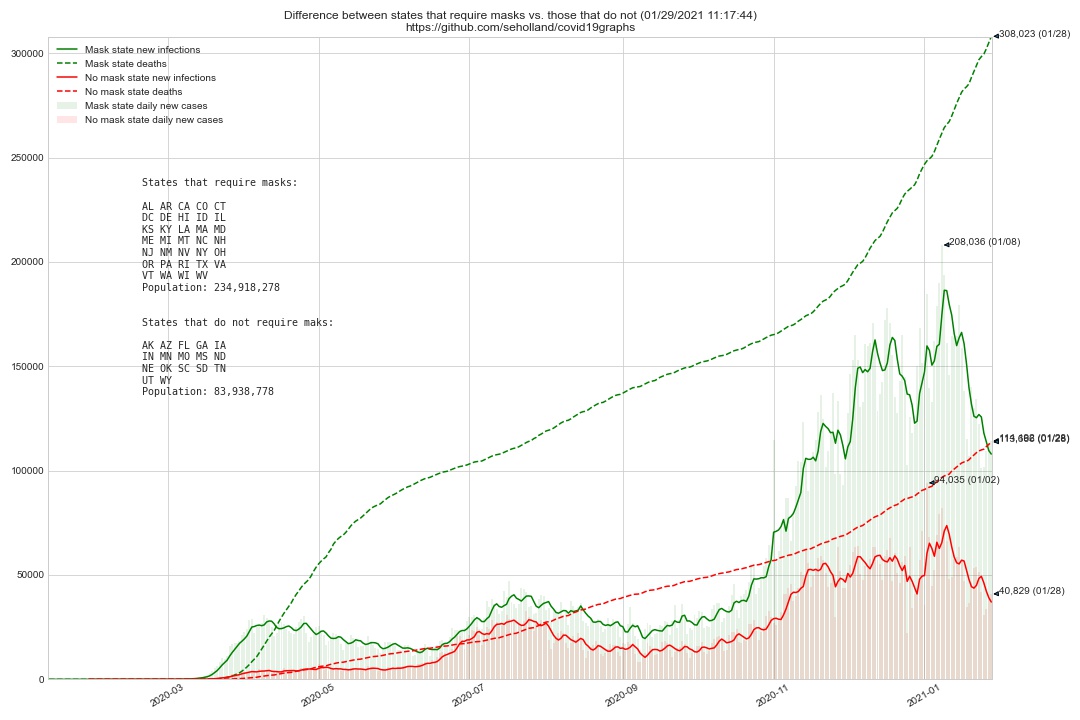 Difference between states that require masks vs. those that do not (01/29/2021 11:17:44)
https://github.com/seholland/covid19graphs
308,023 (01/28)
300000
Mask state new infections
Mask state deaths
No mask state new infections
No mask state deaths
Mask state daily new cases
No mask state daily new cases
250000
States that require masks:
AL AR CA CO CT
DC DE HI ID IL
KS KY LA MA MD
ME MI MT NC NH
NJ NM NV NY OH
OR PA RI TX VA
VT WA WI WV
Population: 234,918,278
208,036 (01/08)
200000
States that do not require maks:
AK AZ FL GA IA
IN MN MO MS ND
NE OK SC SD TN
UT WY
Population: 83,938,778
150000
100000
94,035 (01/02)
50000
40,829 (01/28)
0
2020-03
2020-05
2020-07
2020-09
2020-11
2021-01